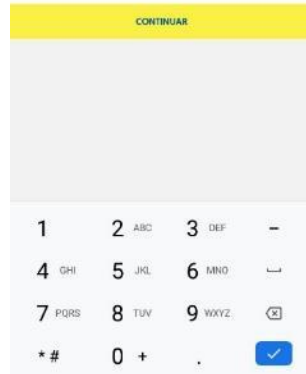 CONTINUAR
1 2 ABC 3 DEF -
4 GHI 5 JKL 6 MNO
7 PQRS 8 TUV 9 WXYZ
* # 0 + .